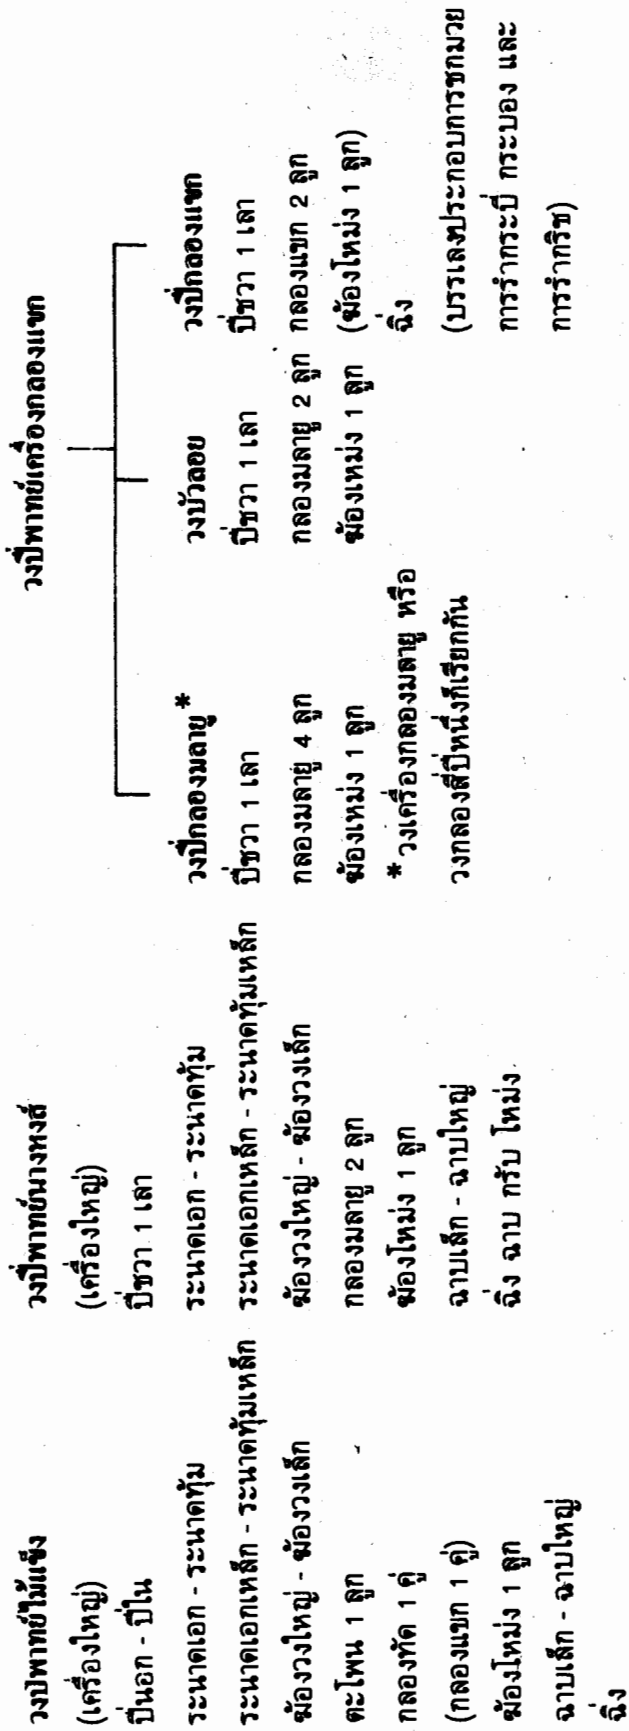 วงปี่พาทย์ไม้แข็ง
(เครื่องใหญ่)
ปี่นอก - ปี่ใน
ระนาดเอก - ระนาดทุ้ม
ระนาดเอกเหล็ก - ระนาดทุ้มเหล็ก
ฆ้องวงใหญ่ - ฆ้องวงเล็ก
ตะโพน 1 ลูก
กลองทัด 1 คู่
(กลองแขก 1 คู่)
ฆ้องโหม่ง 1 ลูก
ฉาบเล็ก - ฉาบใหญ่
ฉิ่ง
วงปี่พาทย์นางหงส์
(เครื่องใหญ่)
ปี่ชวา 1 เลา
ระนาดเอก - ระนาดทุ้ม
ระนาดเอกเหล็ก - ระนาดทุ้มเหล็ก
ฆ้องวงใหญ่ - ฆ้องวงเล็ก
กลองมลายู 2 ลูก
ฆ้องโหม่ง 1 ลูก
ฉาบเล็ก - ฉาบใหญ่
ฉิ่ง ฉาบ กรับ โหม่ง
วงปี่พาทย์เครื่องกลองแขก
วงปี่กลองมลายู*
ปี่ชวา 1 เลา
กลองมลายู 4 ลูก
ฆ้องเหม่ง 1 ลูก
*วงเครื่องกลองมลายู หรือ
วงกลองสี่ปี่หนึ่งก็เรียกกัน
วงบัวลอย
ปี่ชวา 1 เลา
กลองมลายู 2 ลูก
ฆ้องเหม่ง 1 ลูก
วงปี่กลองแขก
ปี่ชวา 1 เลา
กลองแขก 2 ลูก
(ฆ้องโหม่ง 1 ลูก)
ฉิ่ง
(บรรเลงประกอบการชกมวย
การรำกระบี่ กระบอง และ
การรำกริช)